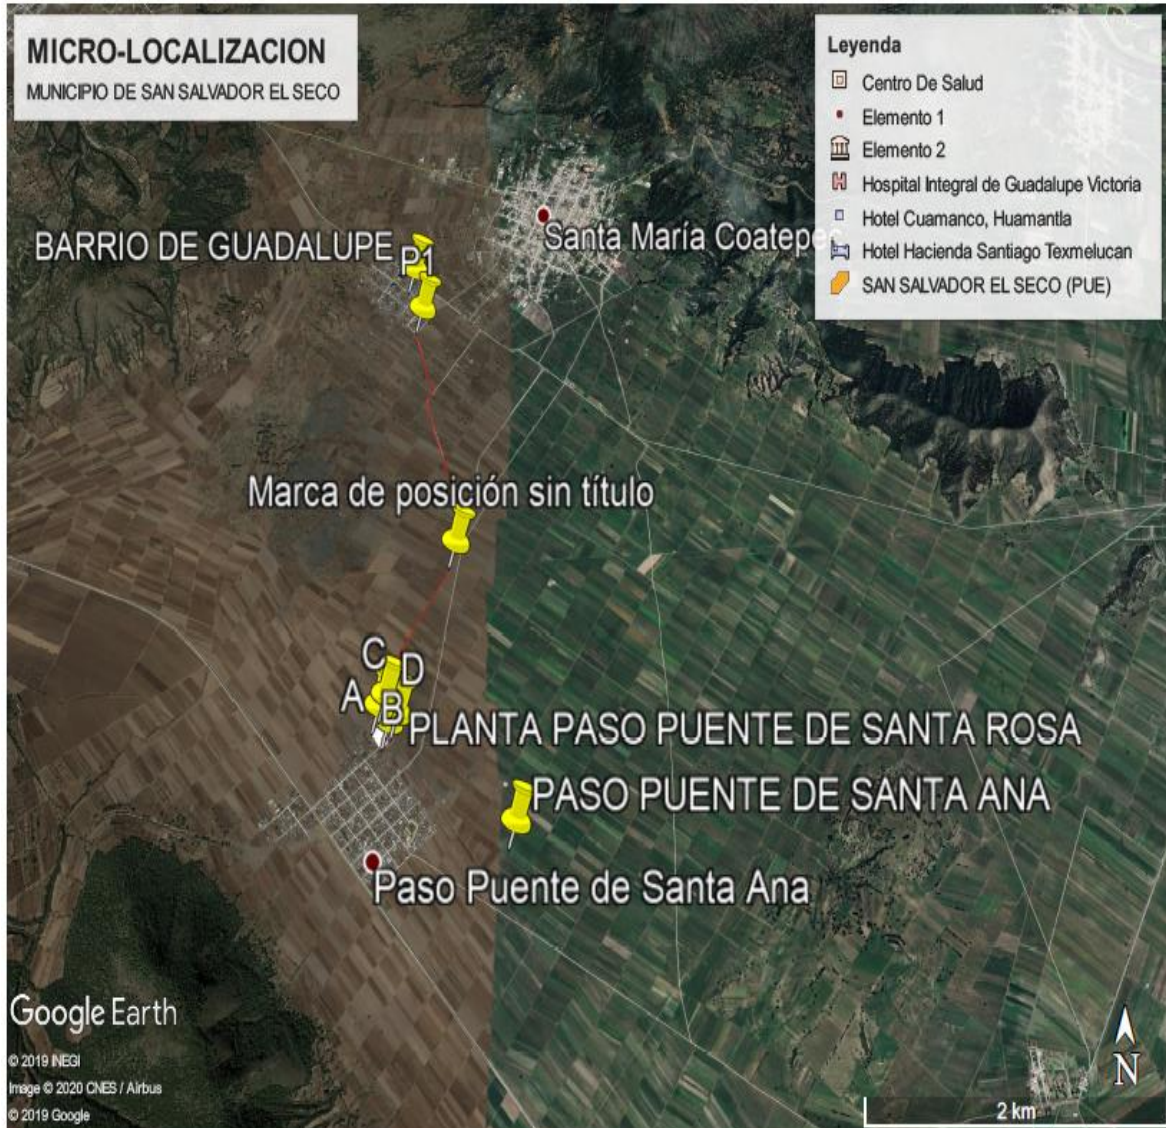 MICRO-LOCALIZACION
MUNICIPIO DE SAN SALVADOR EL SECO
Leyenda
Centro De Salud
Elemento 1
Elemento 2
Hospital Integral de Guadalupe Victoria
Hotel Cuamanco, Huamantla
Hotel Hacienda Santiago Texmelucan
SAN SALVADOR EL SECO (PUE)
Santa María Coatepec
BARRIO DE GUADALUPE
P1
Marca de posición sin título
C
D
A
B
PLANTA PASO PUENTE DE SANTA ROSA
PASO PUENTE DE SANTA ANA
Paso Puente de Santa Ana
Google Earth
© 2019 INEGI
Image © 2020 CNES / Airbus
© 2019 Google
N
2 km